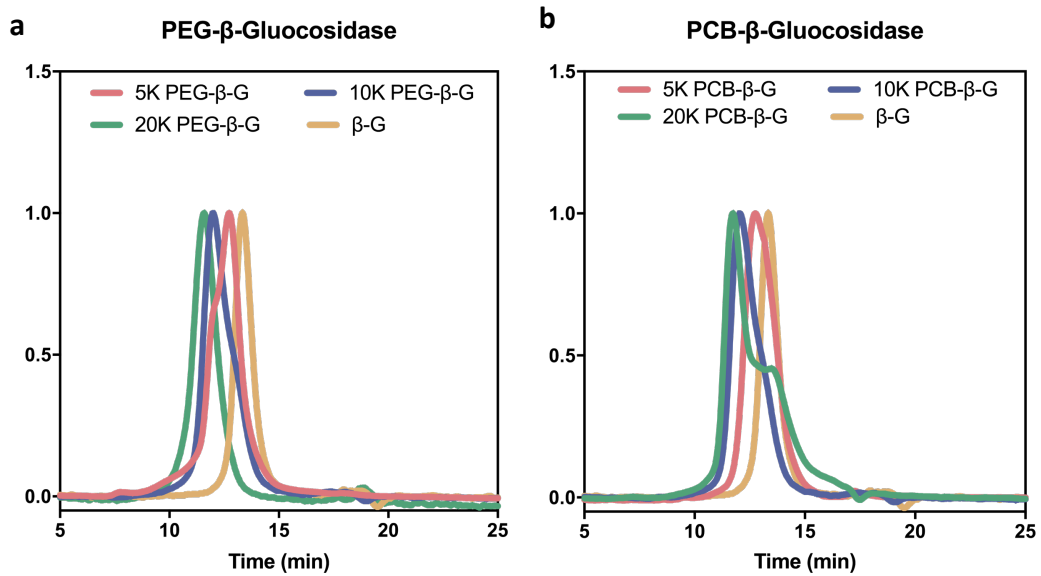 a
PEG-β-Gluocosidase
1.5
5K PEG-β-G
10K PEG-β-G
20K PEG-β-G
β-G
1.0
0.5
0.0
5
10
15
20
25
Time (min)
b
PCB-β-Gluocosidase
1.5
5K PCB-β-G
10K PCB-β-G
20K PCB-β-G
β-G
1.0
0.5
0.0
5
10
15
20
25
Time (min)